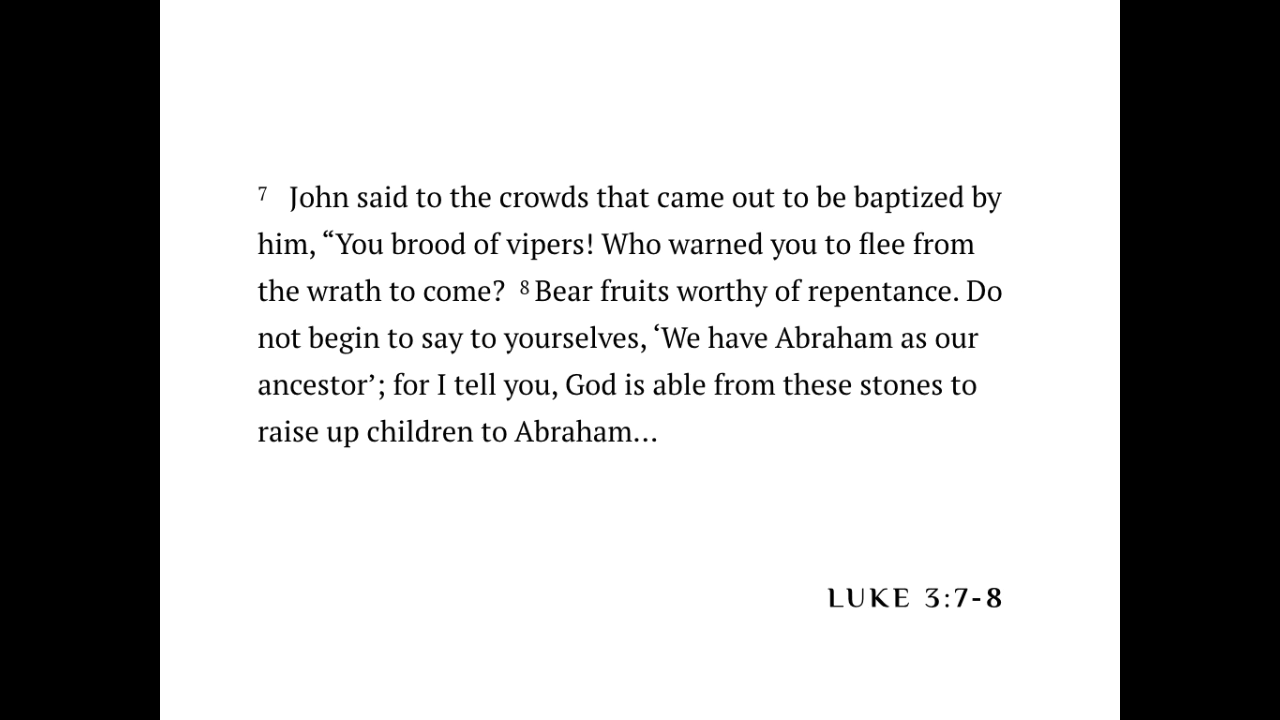 7 John said to the crowds that came out to be baptized by
him, “You brood of vipers! Who warned you to flee from
the wrath to come? 8 Bear fruits worthy of repentance. Do
not begin to say to yourselves, ‘We have Abraham as our
ancestor’; for I tell you, God is able from these stones to
raise up children to Abraham...
LUKE 3:7-8